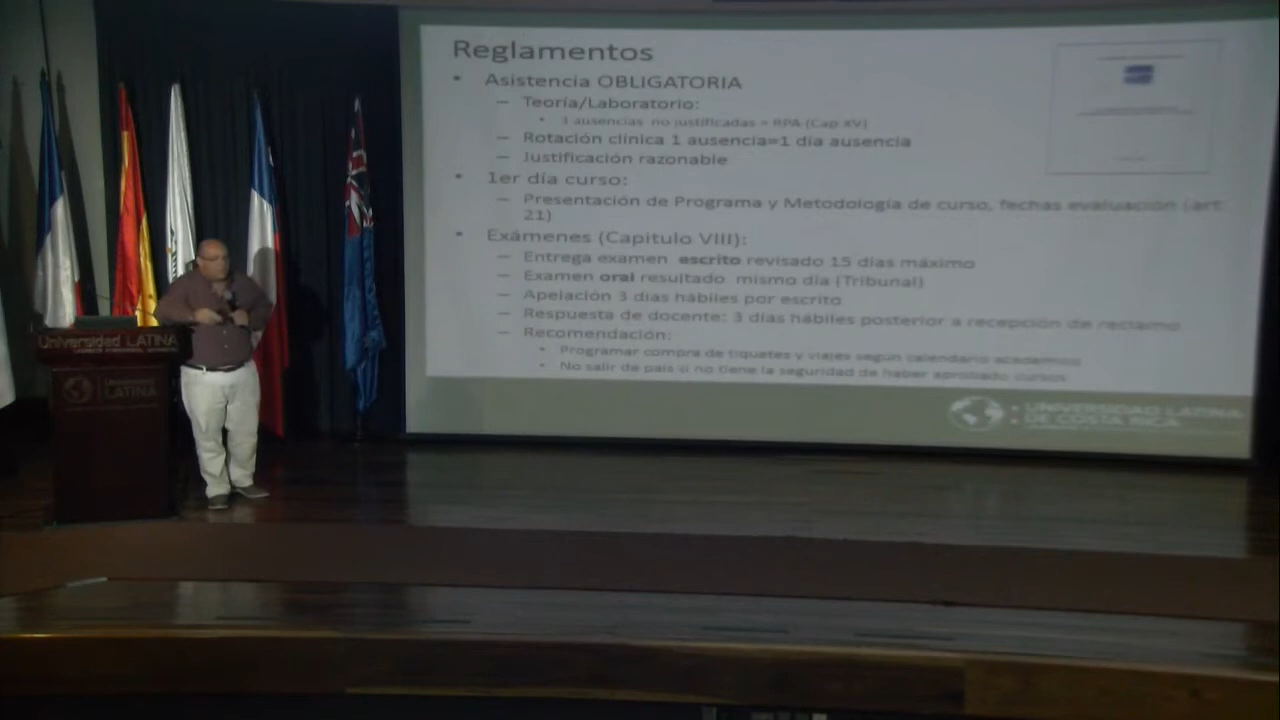 Reglamentos
• Asistencia OBLIGATORIA
– Teoría/Laboratorio:
• ausencias no justificadas = RPA (Cap XV)
– Rotación clínica 1 ausencia=1 día ausencia
– Justificación razonable
• 1er día curso:
– Presentación de Programa y Metodología de curso, fechas evaluación (art
21)
• Exámenes (Capitulo VIII):
– Entrega examen escrito revisado 15 días máximo
– Examen oral resultado mismo día (Tribunal)
– Apelación 3 días hábiles por escrito
– Respuesta de docente: 3 días hábiles posterior a recepción de reclamo
– Recomendación:
• Programar compra de tiquetes y viajes según calendario académico
• No salir de país si no tiene la seguridad de haber aprobado cursos
UNIVERSIDAD LATINA
DE COSTA RICA
Universidad LATINA
Universidad
LATINA